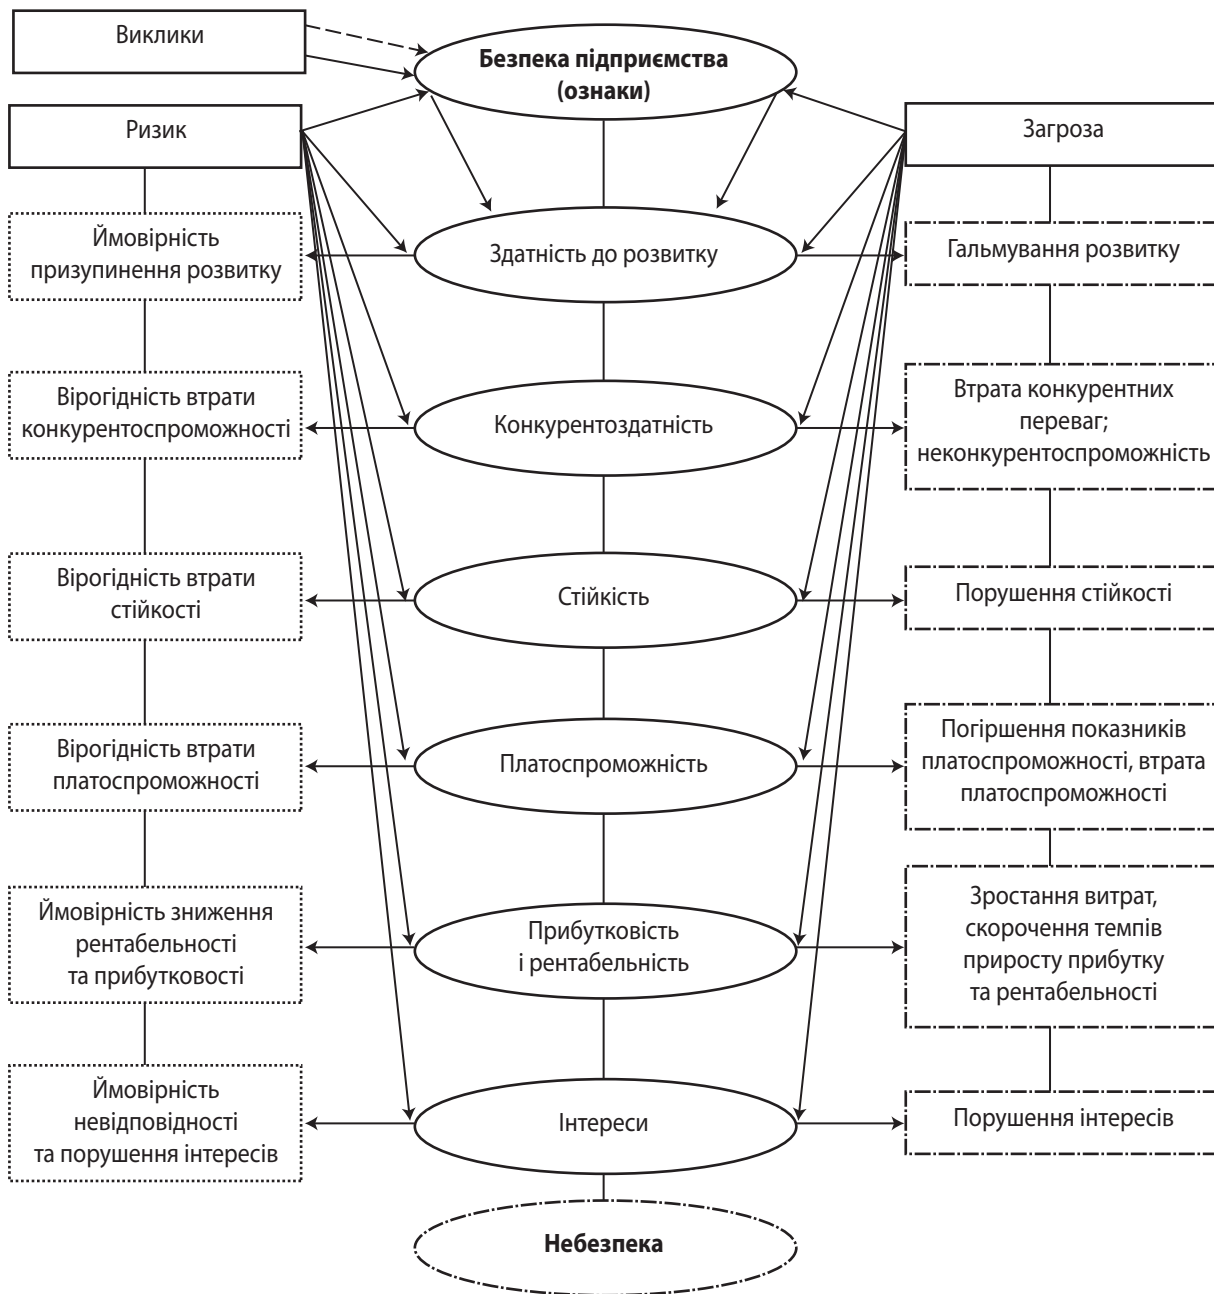 Виклики
Безпека підприємства
(ознаки)
Ризик
Загроза
Ймовірність
призупинення розвитку
Здатність до розвитку
Гальмування розвитку
Вірогідність втрати
конкурентоспроможності
Конкурентоздатність
Втрата конкурентних
переваг;
неконкурентоспроможність
Вірогідність втрати
стійкості
Стійкість
Порушення стійкості
Вірогідність втрати
платоспроможності
Платоспроможність
Погіршення показників
платоспроможності, втрата
платоспроможності
Ймовірність зниження
рентабельності
та прибутковості
Прибутковість
і рентабельність
Зростання витрат,
скорочення темпів
приросту прибутку
та рентабельності
Ймовірність
невідповідності
та порушення інтересів
Інтереси
Порушення інтересів
Небезпека